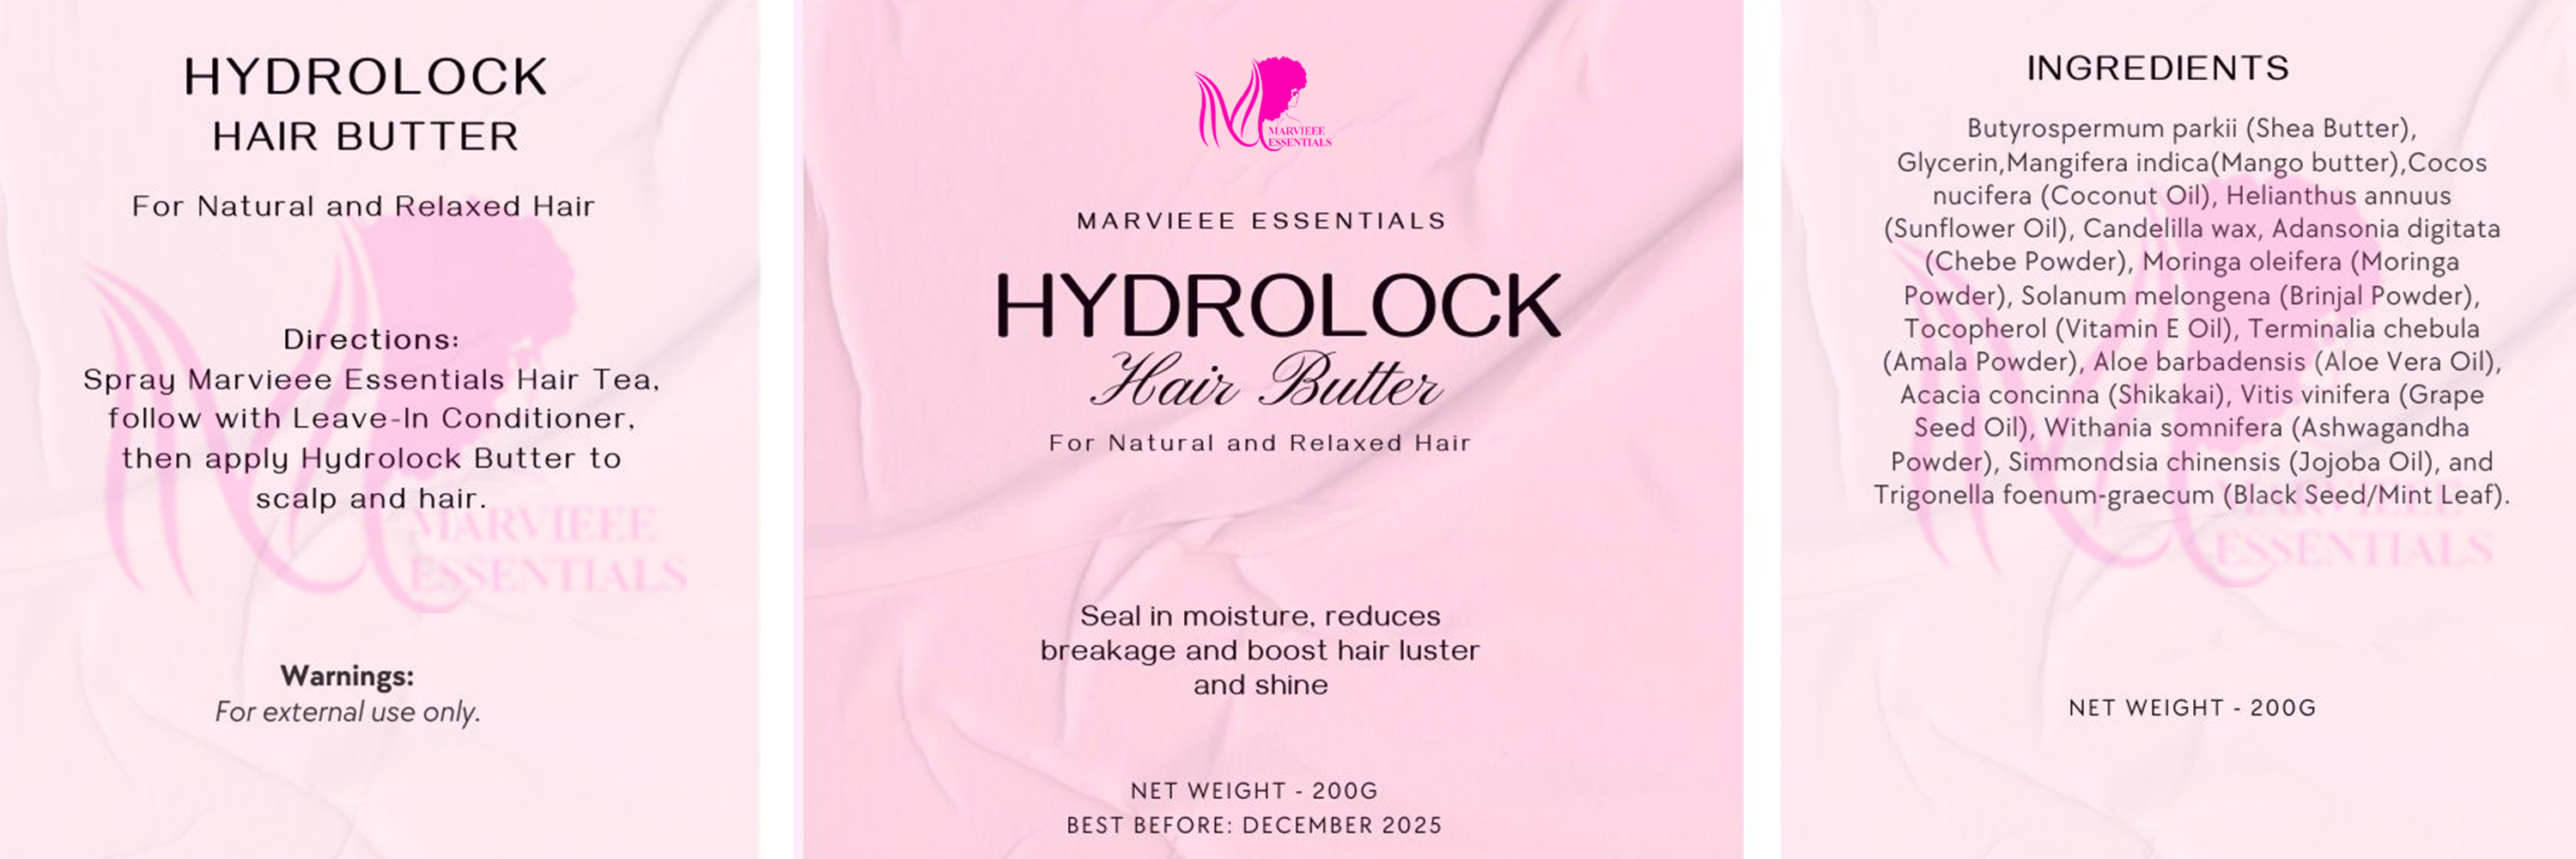 HYDROLOCK
HAIR BUTTER
For Natural and Relaxed Hair
Directions:
Spray Marvieee Essentials Hair Tea,
follow with Leave-In Conditioner,
then apply Hydrolock Butter to
scalp and hair.
MARVIEEE
ESSENTIALS
Warnings:
For external use only.
MARVIEEE
ESSENTIALS
MARVIEEE ESSENTIALS
HYDROLOCK
Hair Butter
For Natural and Relaxed Hair
Seal in moisture, reduces
breakage and boost hair luster
and shine
NET WEIGHT - 200G
BEST BEFORE: DECEMBER 2025
INGREDIENTS
Butyrospermum parkii (Shea Butter),
Glycerin,Mangifera indica(Mango butter),Cocos
nucifera (Coconut Oil), Helianthus annuus
(Sunflower Oil), Candelilla wax, Adansonia digitata
(Chebe Powder), Moringa oleifera (Moringa
Powder), Solanum melongena (Brinjal Powder),
Tocopherol (Vitamin E Oil), Terminalia chebula
(Amala Powder), Aloe barbadensis (Aloe Vera Oil),
Acacia concinna (Shikakai), Vitis vinifera (Grape
Seed Oil), Withania somnifera (Ashwagandha
Powder), Simmondsia chinensis (Jojoba Oil), and
Trigonella foenum-graecum (Black Seed/Mint Leaf).
MARVIEEE
ESSENTIALS
NET WEIGHT - 200G